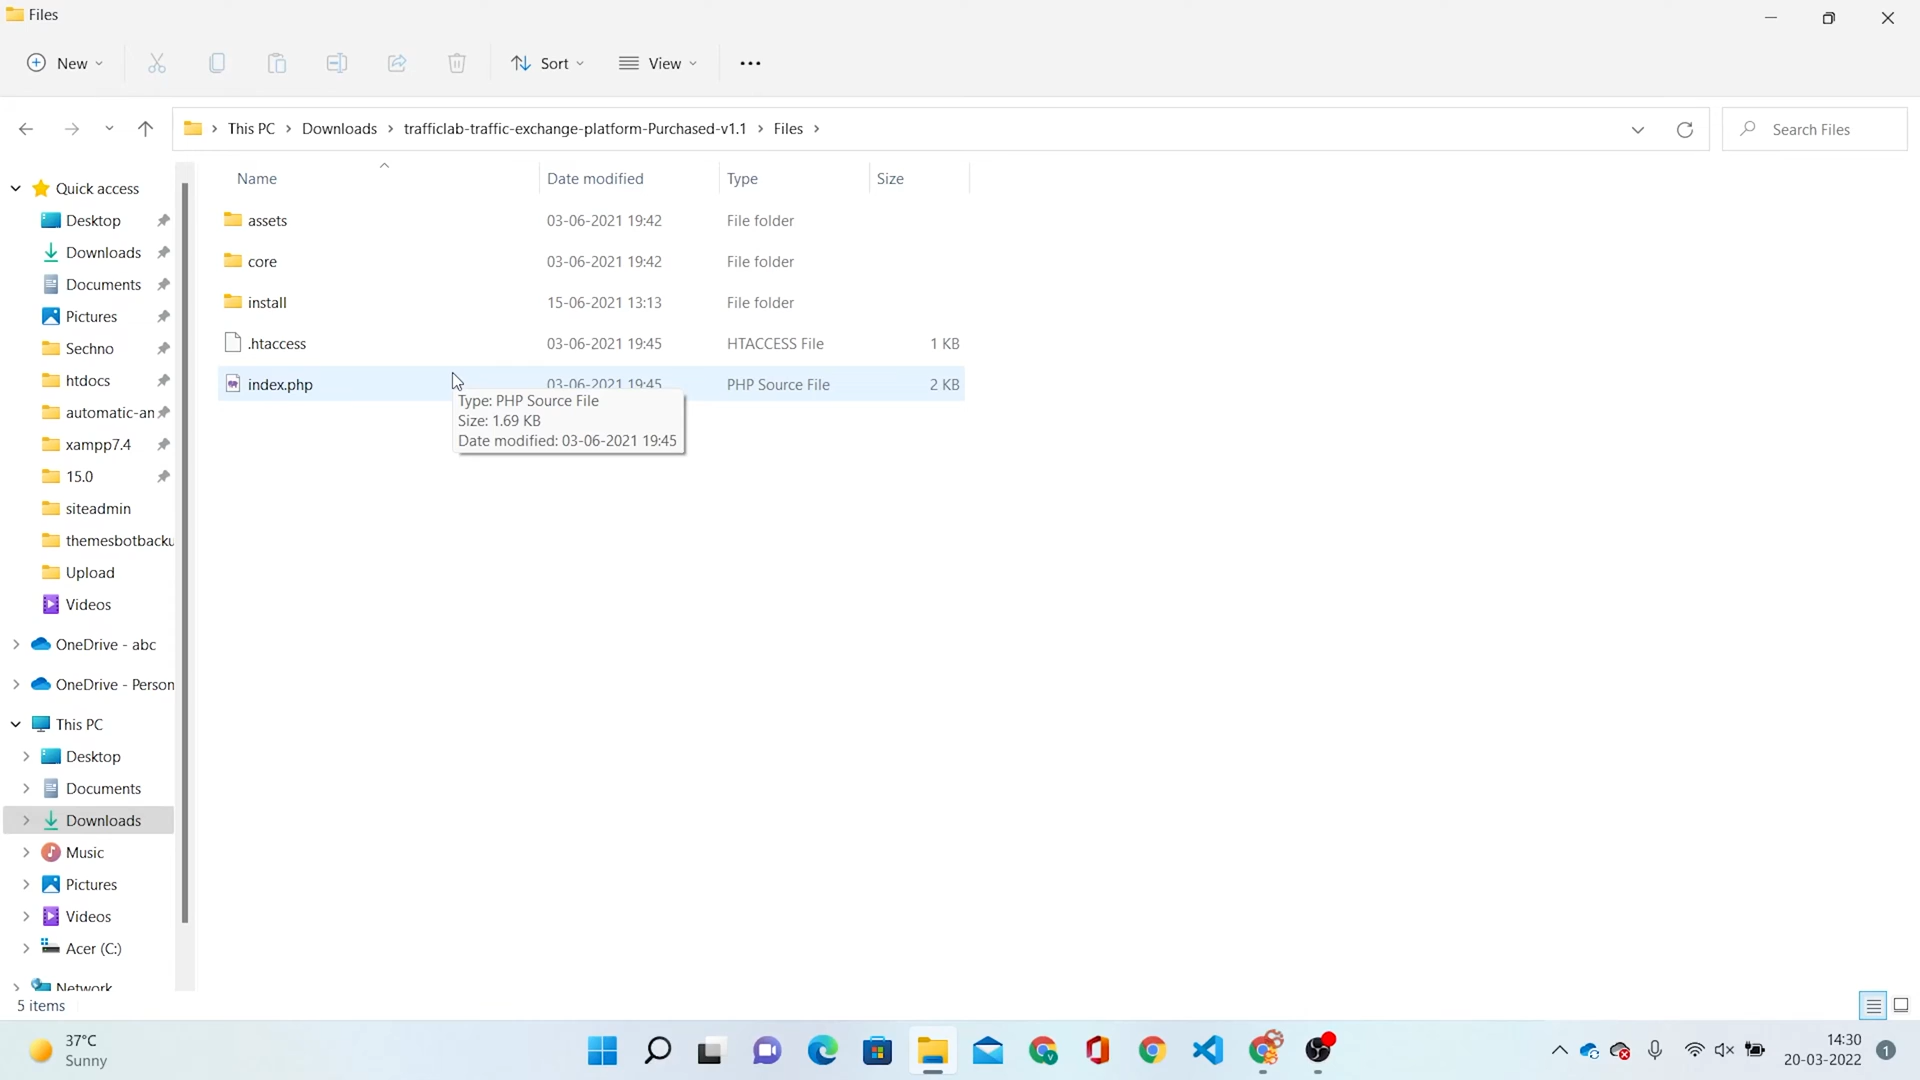 Files
New
Sort
View
This PC
Downloads
trafficlab-traffic-exchange-platform-Purchased-v1.1
Files
Search Files
Name
Date modified
Type
Size
assets
03-06-2021 19:42
File folder
core
03-06-2021 19:42
File folder
install
15-06-2021 13:13
File folder
.htaccess
03-06-2021 19:45
HTACCESS File
1 KB
index.php
03-06-2021 19:45
PHP Source File
2 KB
Type: PHP Source File
Size: 1.69 KB
Date modified: 03-06-2021 19:45
Quick access
Desktop
Downloads
Documents
Pictures
Sechno
htdocs
automatic-an
xampp7.4
15.0
siteadmin
themesbotbacku
Upload
Videos
OneDrive - abc
OneDrive - Person
This PC
Desktop
Documents
Downloads
Music
Pictures
Videos
Acer (C:)
Network
5 items
37°C
Sunny
14:30
20-03-2022
1